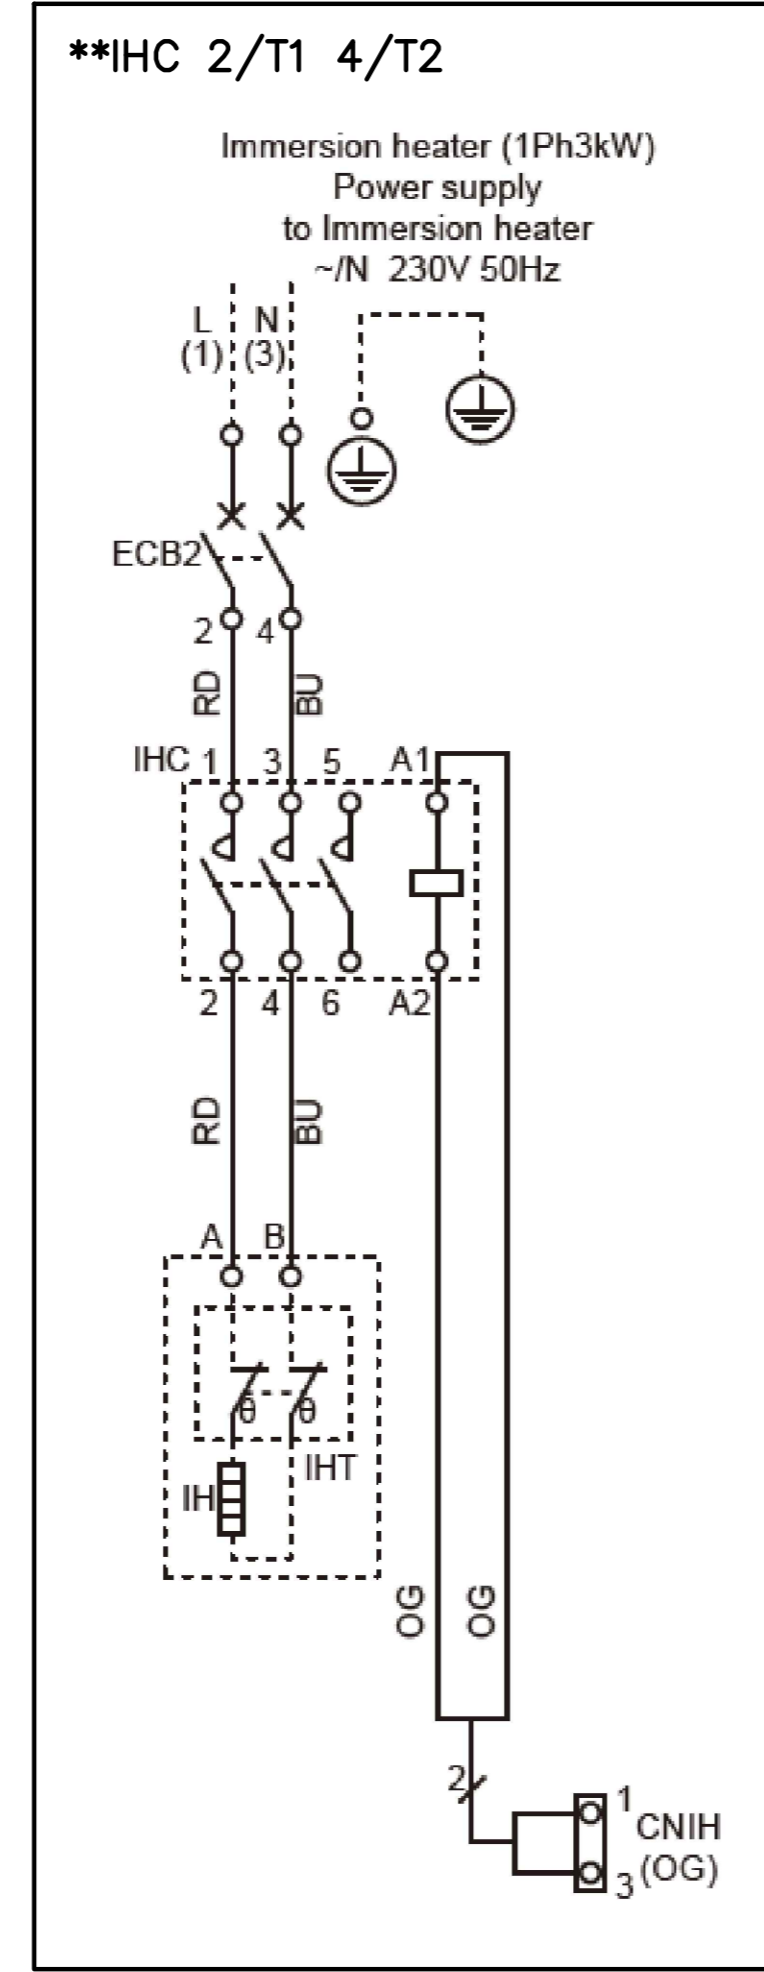 **IHC 2/T1 4/T2
Immersion heater (1Ph3kW)
Power supply
to Immersion heater
~/N 230V 50Hz
L N
(1) (3)
ECB2
2 4
RD BU
IHC 1 3 5 A1
2 4 6 A2
RD BU
A B
θ θ
IHT
IH
OG OG
2
1
CNIH
(OG)
3